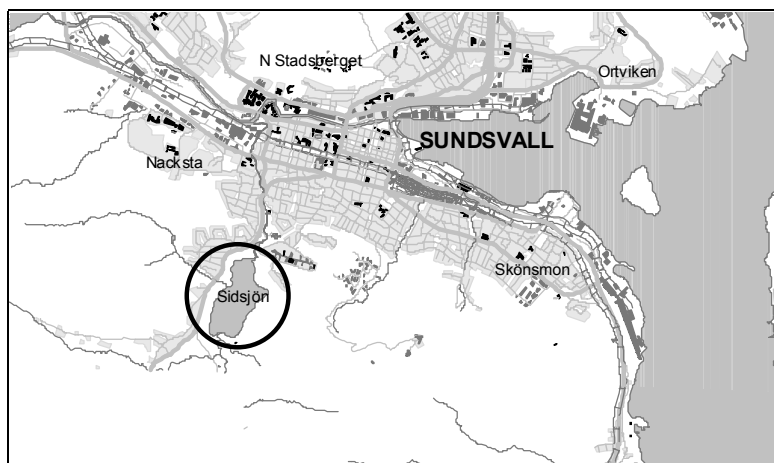 N Stadsberget
Ortviken
SUNDSVALL
Nacksta
Skönsmon
Sidsjön